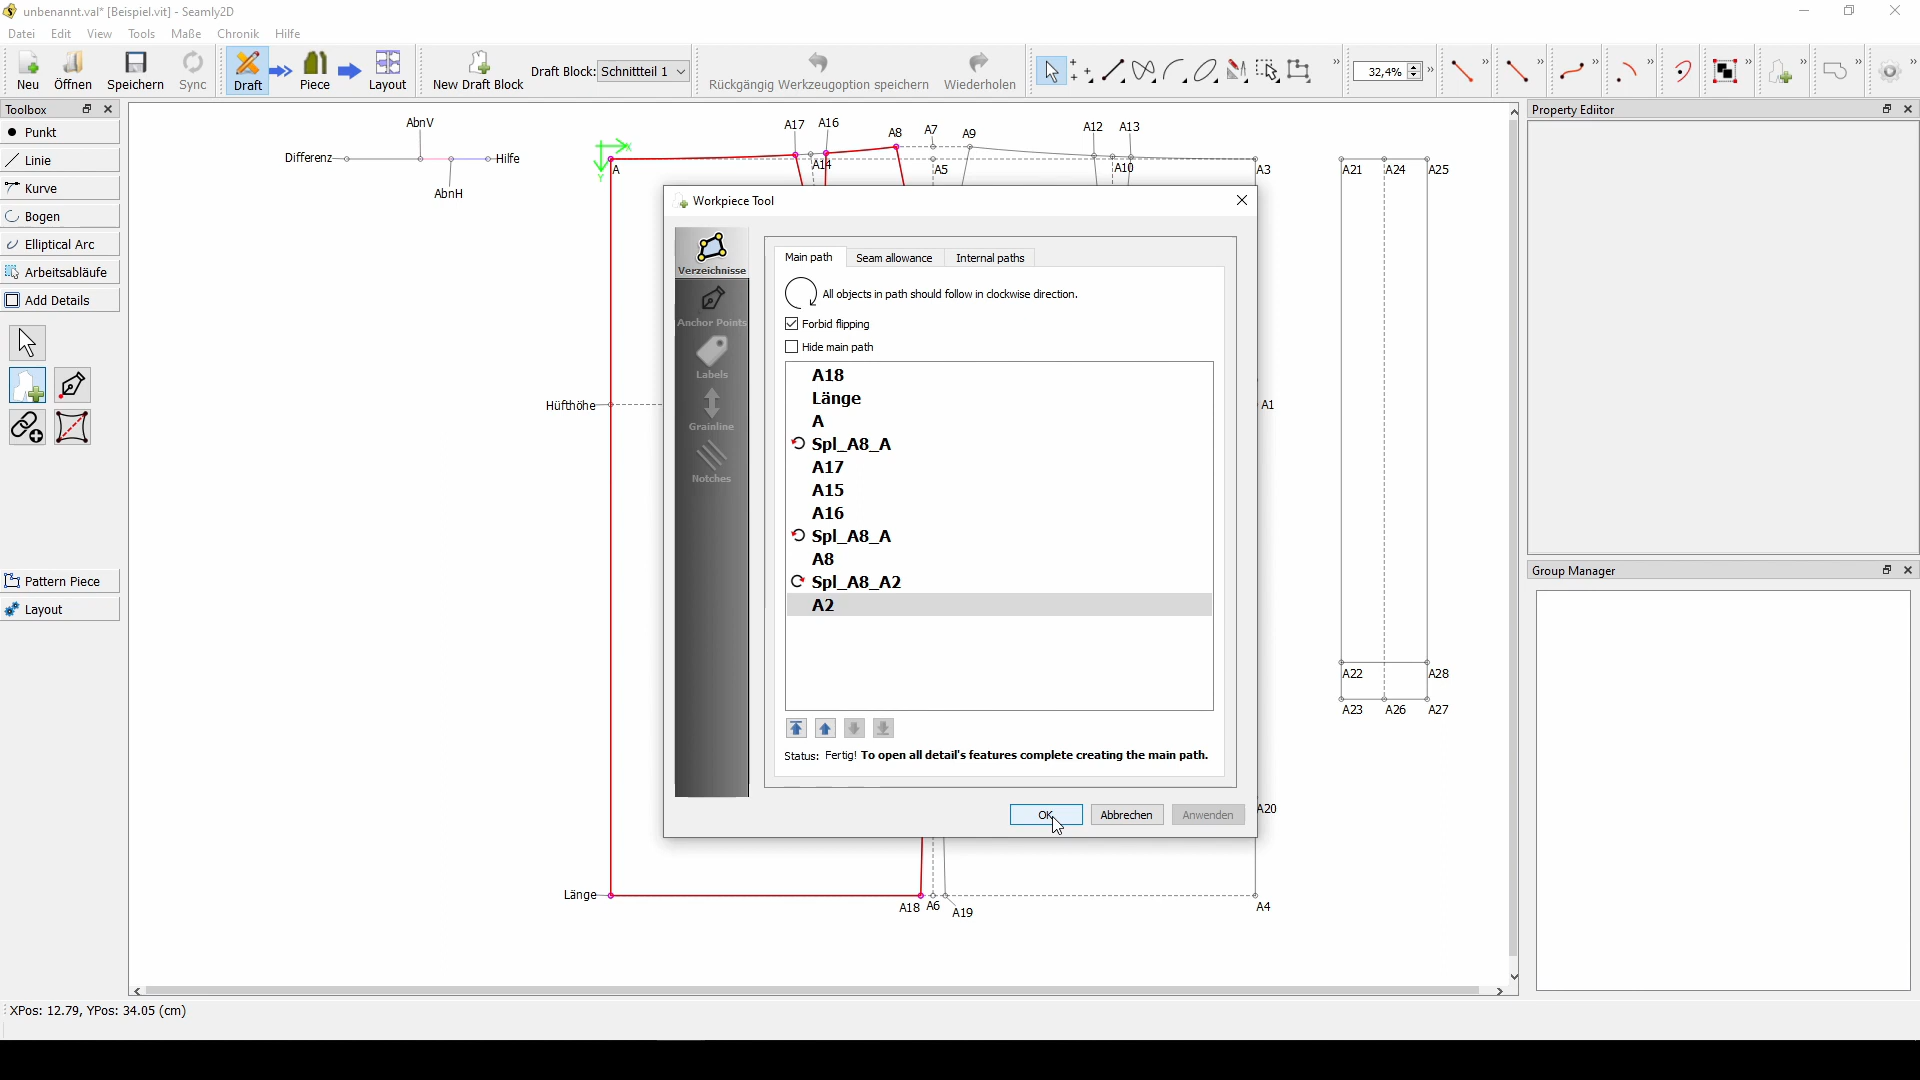 unbenannt.val* [Beispiel.vit] - Seamly2D
Datei Edit View Tools Maße Chronik Hilfe
Neu Öffnen Speichern Sync Draft Piece Layout New Draft Block Draft Block: Schnittteil 1 Rückgängig Werkzeugoption speichern Wiederholen 32,4%
Toolbox
Punkt
Linie
Kurve
Bogen
Elliptical Arc
Arbeitsabläufe
Add Details
Pattern Piece
Layout
AbnV
Differenz
Hilfe
AbnH
A17 A16 A8 A7 A9 A12 A13
X
Y
A A14 A5 A10 A3 A21 A24 A25
Workpiece Tool
Verzeichnisse
Anchor Points
Labels
Grainline
Notches
Main path Seam allowance Internal paths
All objects in path should follow in clockwise direction.
Forbid flipping
Hide main path
A18
Länge
A
Spl_A8_A
A17
A15
A16
Spl_A8_A
A8
Spl_A8_A2
A2
Status: Fertig! To open all detail's features complete creating the main path.
OK Abbrechen Anwenden
Hüfthöhe
A1
A20
A22 A28
A23 A26 A27
Länge
A18 A6 A19 A4
Property Ediitor
Group Manager
XPos: 12.79, YPos: 34.05 (cm)